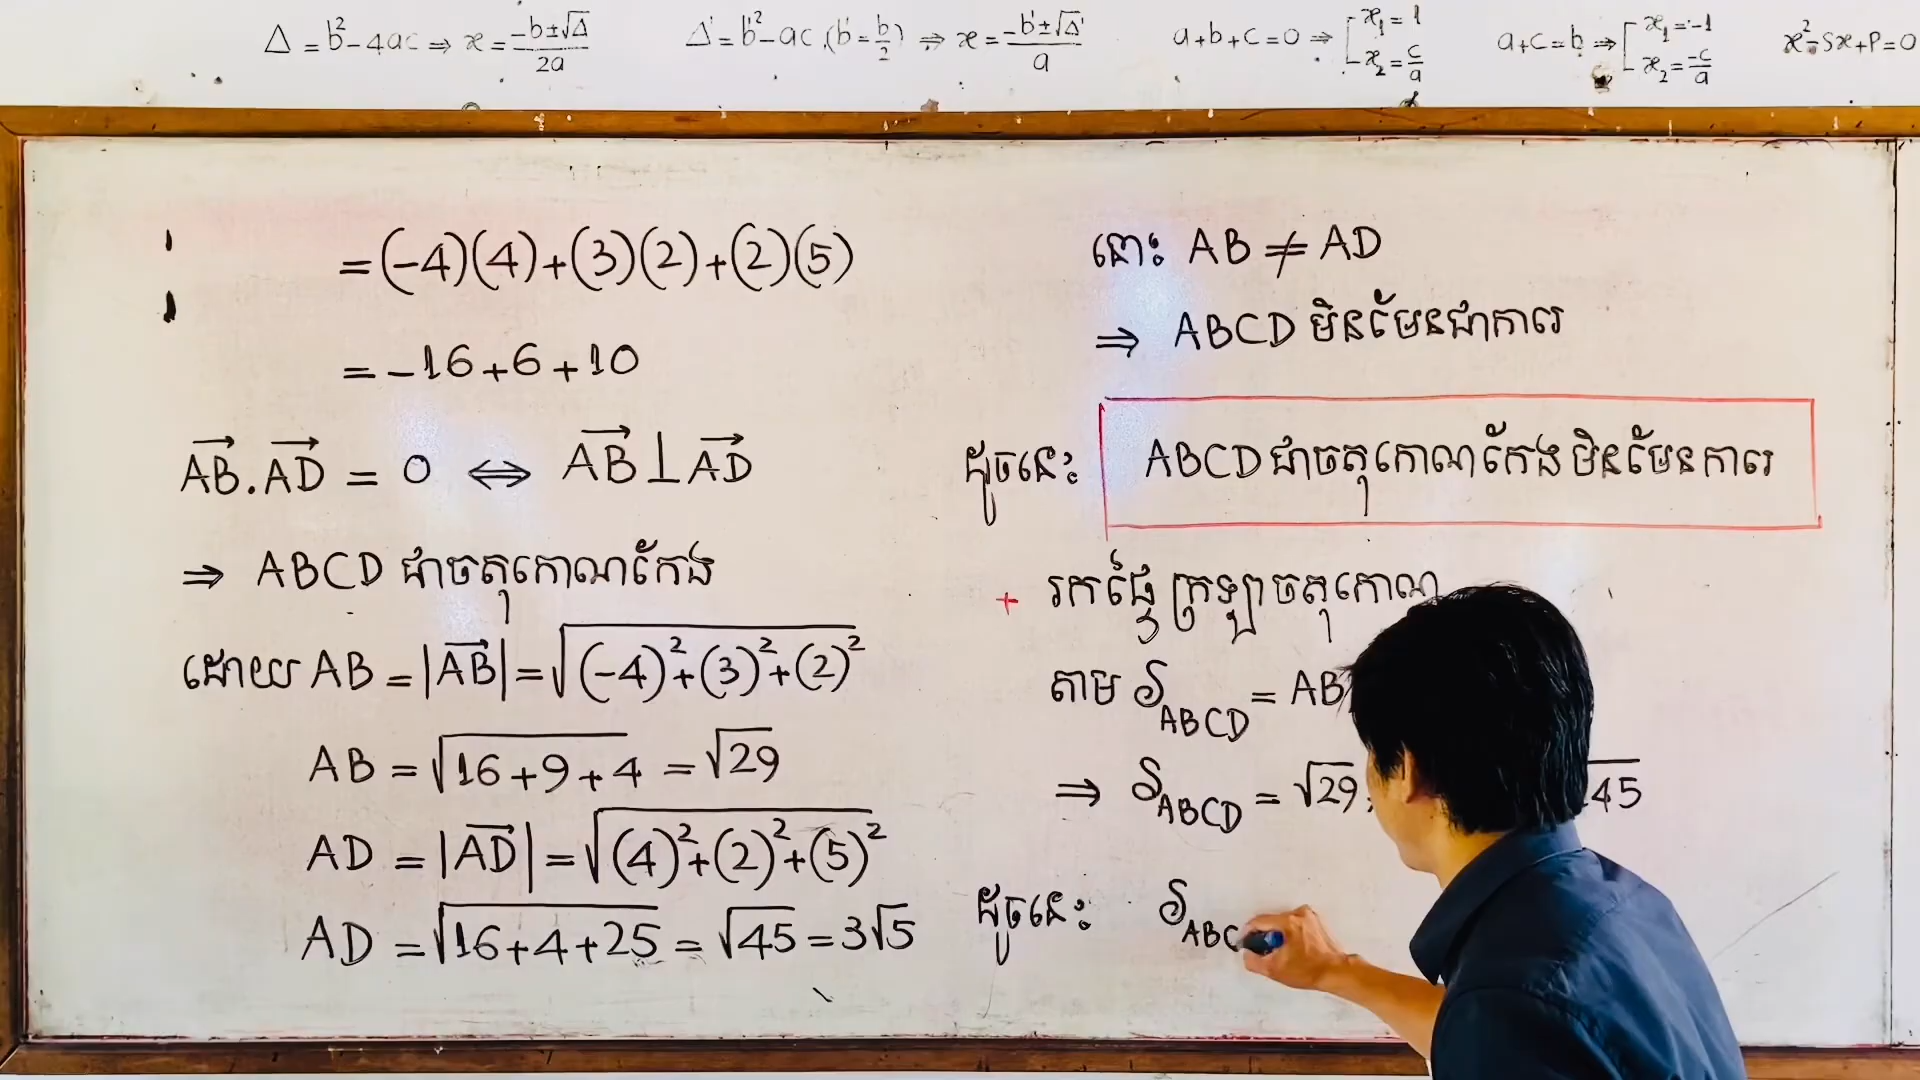 Δ = b² - 4ac ⇒ x = (-b±√Δ)/2a
Δ' = b'² - ac, (b' = b/2) ⇒ x = (-b'±√Δ')/a
a+b+c=0 ⇒ [x₁ = 1
x₂ = c/a
a+c=b ⇒ [x₁ = -1
x₂ = -c/a
x²-Sx+P=0
= (-4)(4)+(3)(2)+(2)(5)
= -16+6+10
AB⃗.AD⃗ = 0 ⇔ AB⃗⊥AD⃗
⇒ ABCD ជាចតុកោណកែង
ដោយ AB = |AB⃗| = √((-4)²+(3)²+(2)²)
AB = √(16+9+4) = √29
AD = |AD⃗| = √((4)²+(2)²+(5)²)
AD = √(16+4+25) = √45 = 3√5
នោះ AB ≠ AD
⇒ ABCD មិនមែនជាការេ
ដូចនេះ ABCD ជាចតុកោណកែងមិនមែនការេ
+ រកផ្ទៃក្រឡាចតុកោណ
តាម S_ABCD = AB
⇒ S_ABCD = √29 45
ដូចនេះ S_ABC